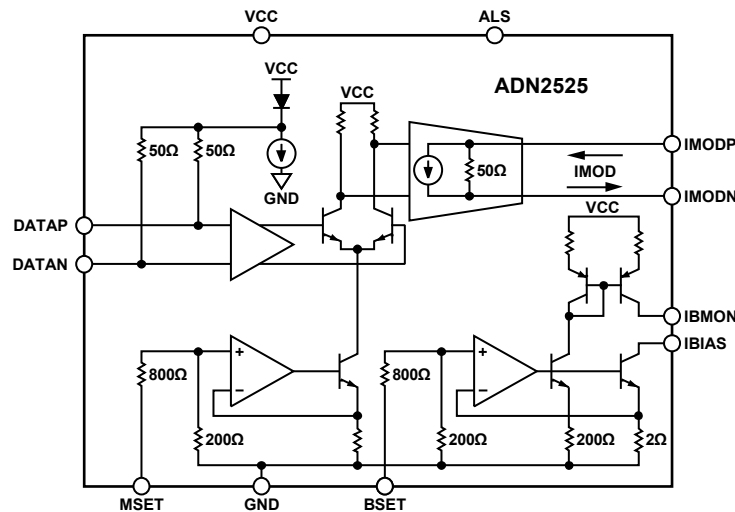 VCC
ALS
VCC
ADN2525
VCC
50Ω
50Ω
GND
50Ω
IMOD
IMODP
IMODN
VCC
DATAP
DATAN
IBMON
IBIAS
+
–
800Ω
200Ω
+
–
800Ω
200Ω
200Ω
2Ω
MSET
GND
BSET